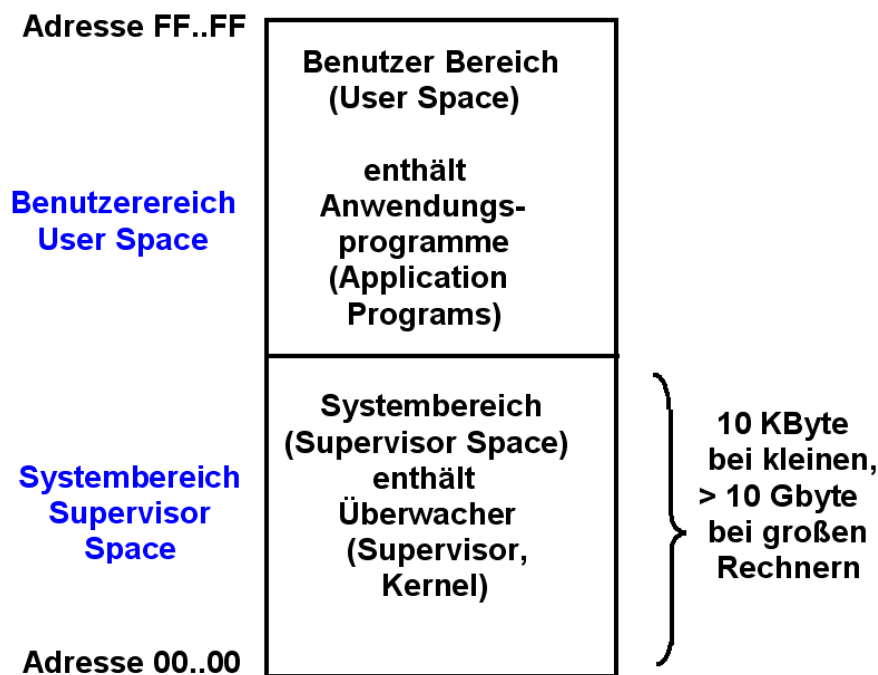 Adresse FF..FF
Benutzer Bereich
(User Space)
enthält
Anwendungs-
programme
(Application
Programs)
Benutzerereich
User Space
Systembereich
(Supervisor Space)
enthält
Überwacher
(Supervisor,
Kernel)
Systembereich
Supervisor
Space
10 KByte
bei kleinen,
> 10 Gbyte
bei großen
Rechnern
Adresse 00..00